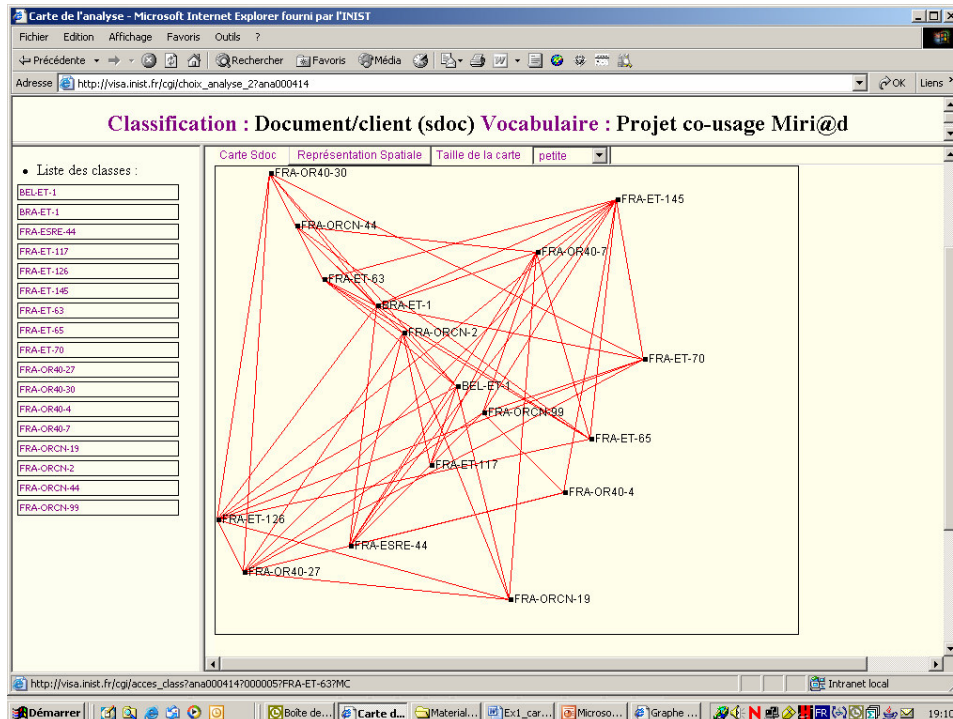 Carte de l'analyse - Microsoft Internet Explorer fourni par l'INIST
Fichier Edition Affichage Favoris Outils ?
Précédente Rechercher Favoris Média
Adresse http://visa.inist.fr/cgi/choix_analyse_2?ana000414 OK Liens
Classification : Document/client (sdoc) Vocabulaire : Projet co-usage Miri@d
Carte Sdoc Représentation Spatiale Taille de la carte petite
Liste des classes :
BEL-ET-1
BRA-ET-1
FRA-ESRE-44
FRA-ET-117
FRA-ET-126
FRA-ET-145
FRA-ET-63
FRA-ET-65
FRA-ET-70
FRA-OR40-27
FRA-OR40-30
FRA-OR40-4
FRA-OR40-7
FRA-ORCN-19
FRA-ORCN-2
FRA-ORCN-44
FRA-ORCN-99
FRA-OR40-30
FRA-ET-145
FRA-ORCN-44
FRA-OR40-7
FRA-ET-63
BRA-ET-1
FRA-ORCN-2
FRA-ET-70
BEL-ET-1
FRA-ORCN-99
FRA-ET-65
FRA-ET-117
FRA-OR40-4
FRA-ET-126
FRA-ESRE-44
FRA-OR40-27
FRA-ORCN-19
http://visa.inist.fr/cgi/acces_class?ana000414?000005?FRA-ET-63?MC Intranet local
Démarrer Boîte de... Carte d... Material... Ex1_car... Microso... Graphe ... FR 19:10